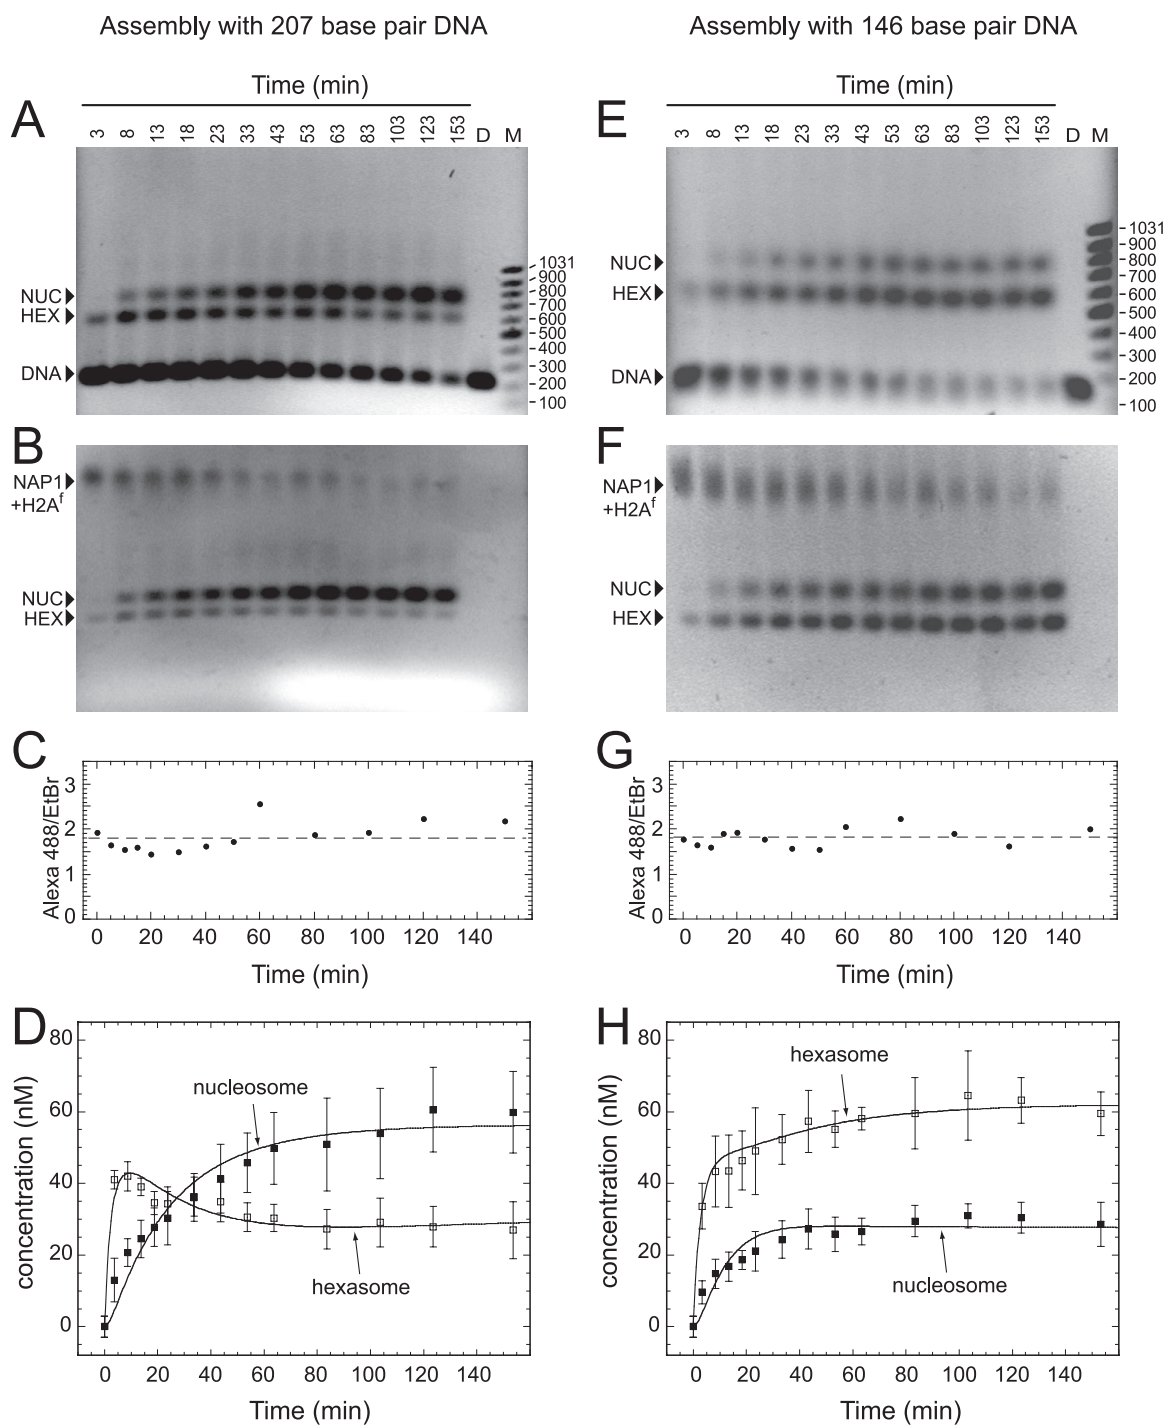 Assembly with 207 base pair DNA
Assembly with 146 base pair DNA
A
Time (min)
3 8 13 18 23 33 43 53 63 83 103 123 153 D M
NUC
HEX
DNA
1031
900
800
700
600
500
400
300
200
100
E
Time (min)
3 8 13 18 23 33 43 53 63 83 103 123 153 D M
NUC
HEX
DNA
1031
900
800
700
600
500
400
300
200
100
B
NAP1
+H2Af
NUC
HEX
F
NAP1
+H2Af
NUC
HEX
C
Alexa 488/EtBr
3
2
1
0
0 20 40 60 80 100 120 140
Time (min)
G
Alexa 488/EtBr
3
2
1
0
0 20 40 60 80 100 120 140
Time (min)
D
concentration (nM)
80
60
40
20
0
nucleosome
hexasome
0 20 40 60 80 100 120 140
Time (min)
H
concentration (nM)
80
60
40
20
0
hexasome
nucleosome
0 20 40 60 80 100 120 140
Time (min)